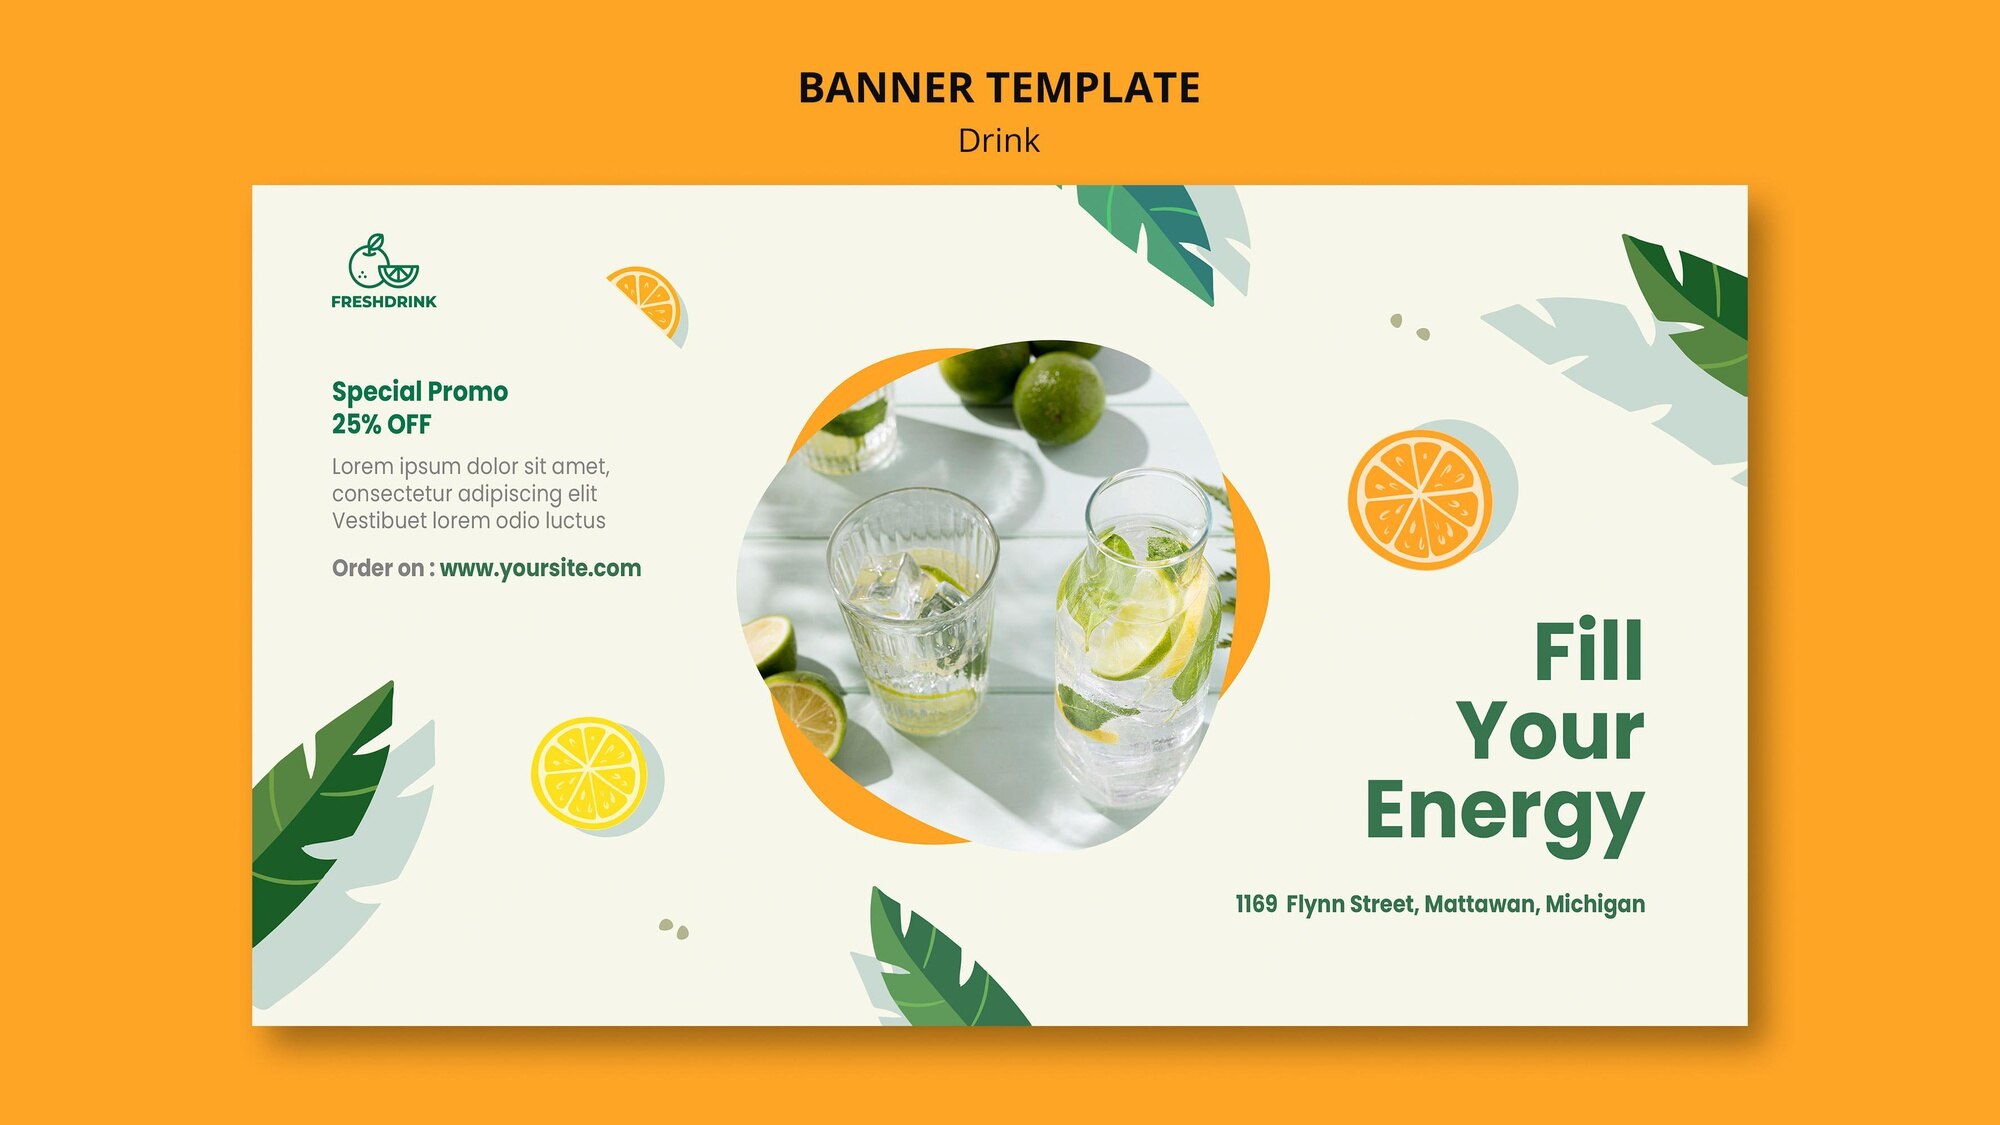 BANNER TEMPLATE
Drink
FRESHDRINK
Special Promo
25% OFF
Lorem ipsum dolor sit amet,
consectetur adipiscing elit
Vestibuet lorem odio luctus
Order on : www.yoursite.com
Fill
Your
Energy
1169 Flynn Street, Mattawan, Michigan